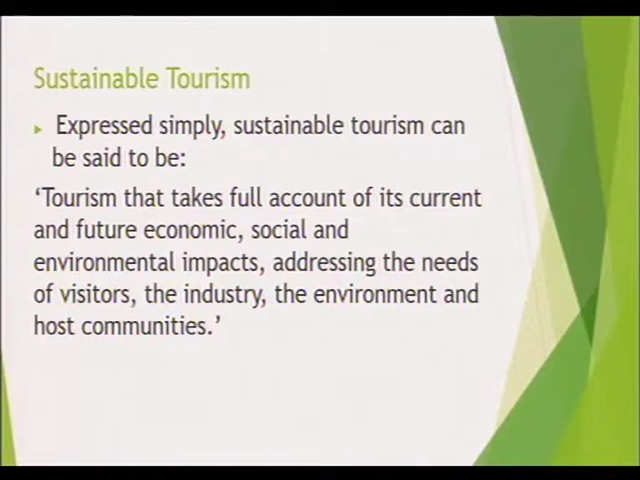 Sustainable Tourism
Expressed simply, sustainable tourism can
be said to be:
‘Tourism that takes full account of its current
and future economic, social and
environmental impacts, addressing the needs
of visitors, the industry, the environment and
host communities.’